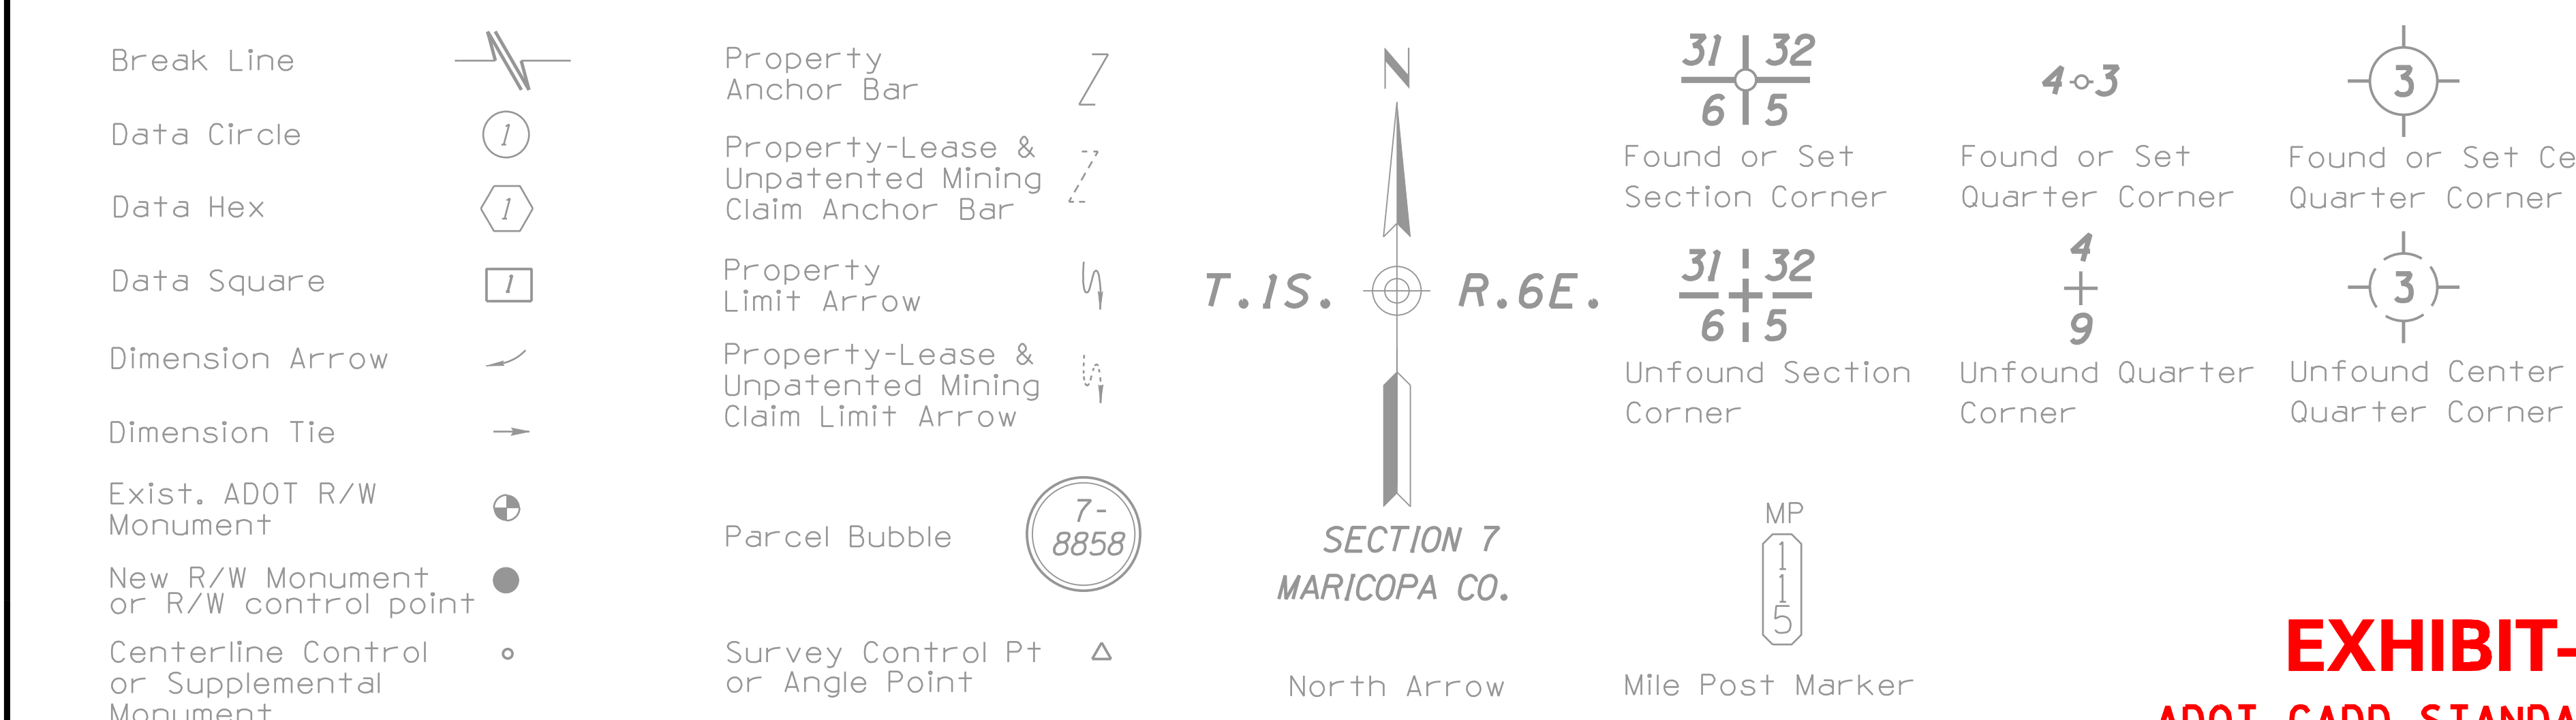 Break Line
Data Circle
1
Data Hex
1
Data Square
1
Dimension Arrow
Dimension Tie
Exist. ADOT R/W
Monument
New R/W Monument
or R/W control point
Centerline Control
or Supplemental
Monument
Property
Anchor Bar
Property-Lease &
Unpatented Mining
Claim Anchor Bar
Property
Limit Arrow
Property-Lease &
Unpatented Mining
Claim Limit Arrow
Parcel Bubble
7-
8858
Survey Control Pt
or Angle Point
N
T.1S. R.6E.
SECTION 7
MARICOPA CO.
North Arrow
31 32
6 5
Found or Set
Section Corner
4 3
Found or Set
Quarter Corner
3
Found or Set Ce
Quarter Corner
31 32
6 5
Unfound Section
Corner
4
9
Unfound Quarter
Corner
3
Unfound Center
Quarter Corner
MP
1
1
5
Mile Post Marker
EXHIBIT-
ADOT CADD STANDA